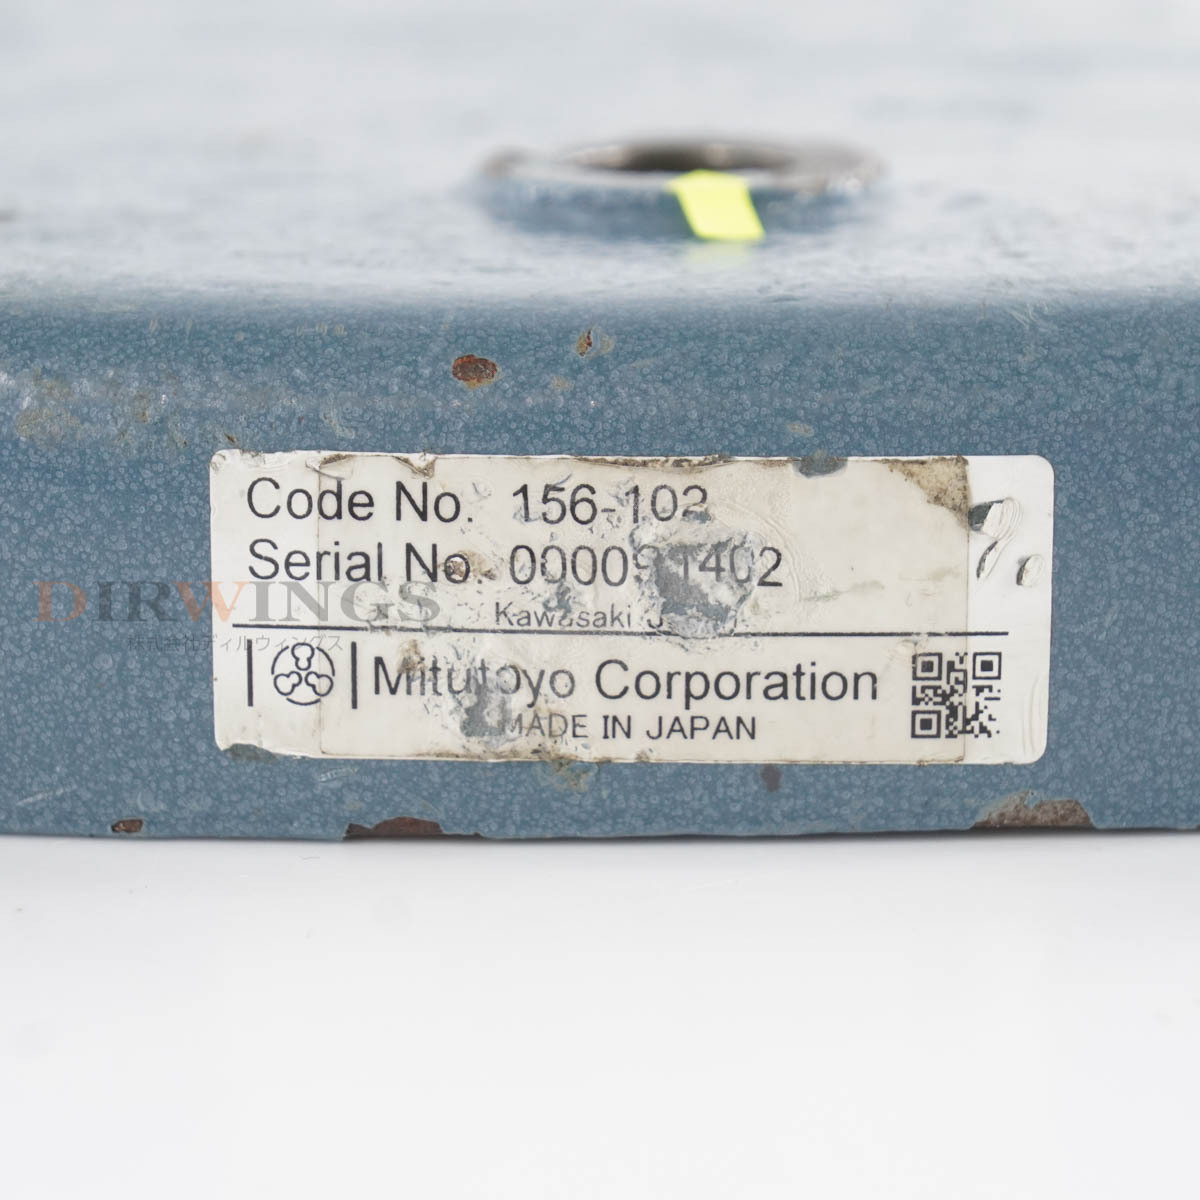 Code No. 156-102
Serial No.
Kawasaki
DIRWINGS
株式会社ディルウィングス
Mitutoyo Corporation
MADE IN JAPAN